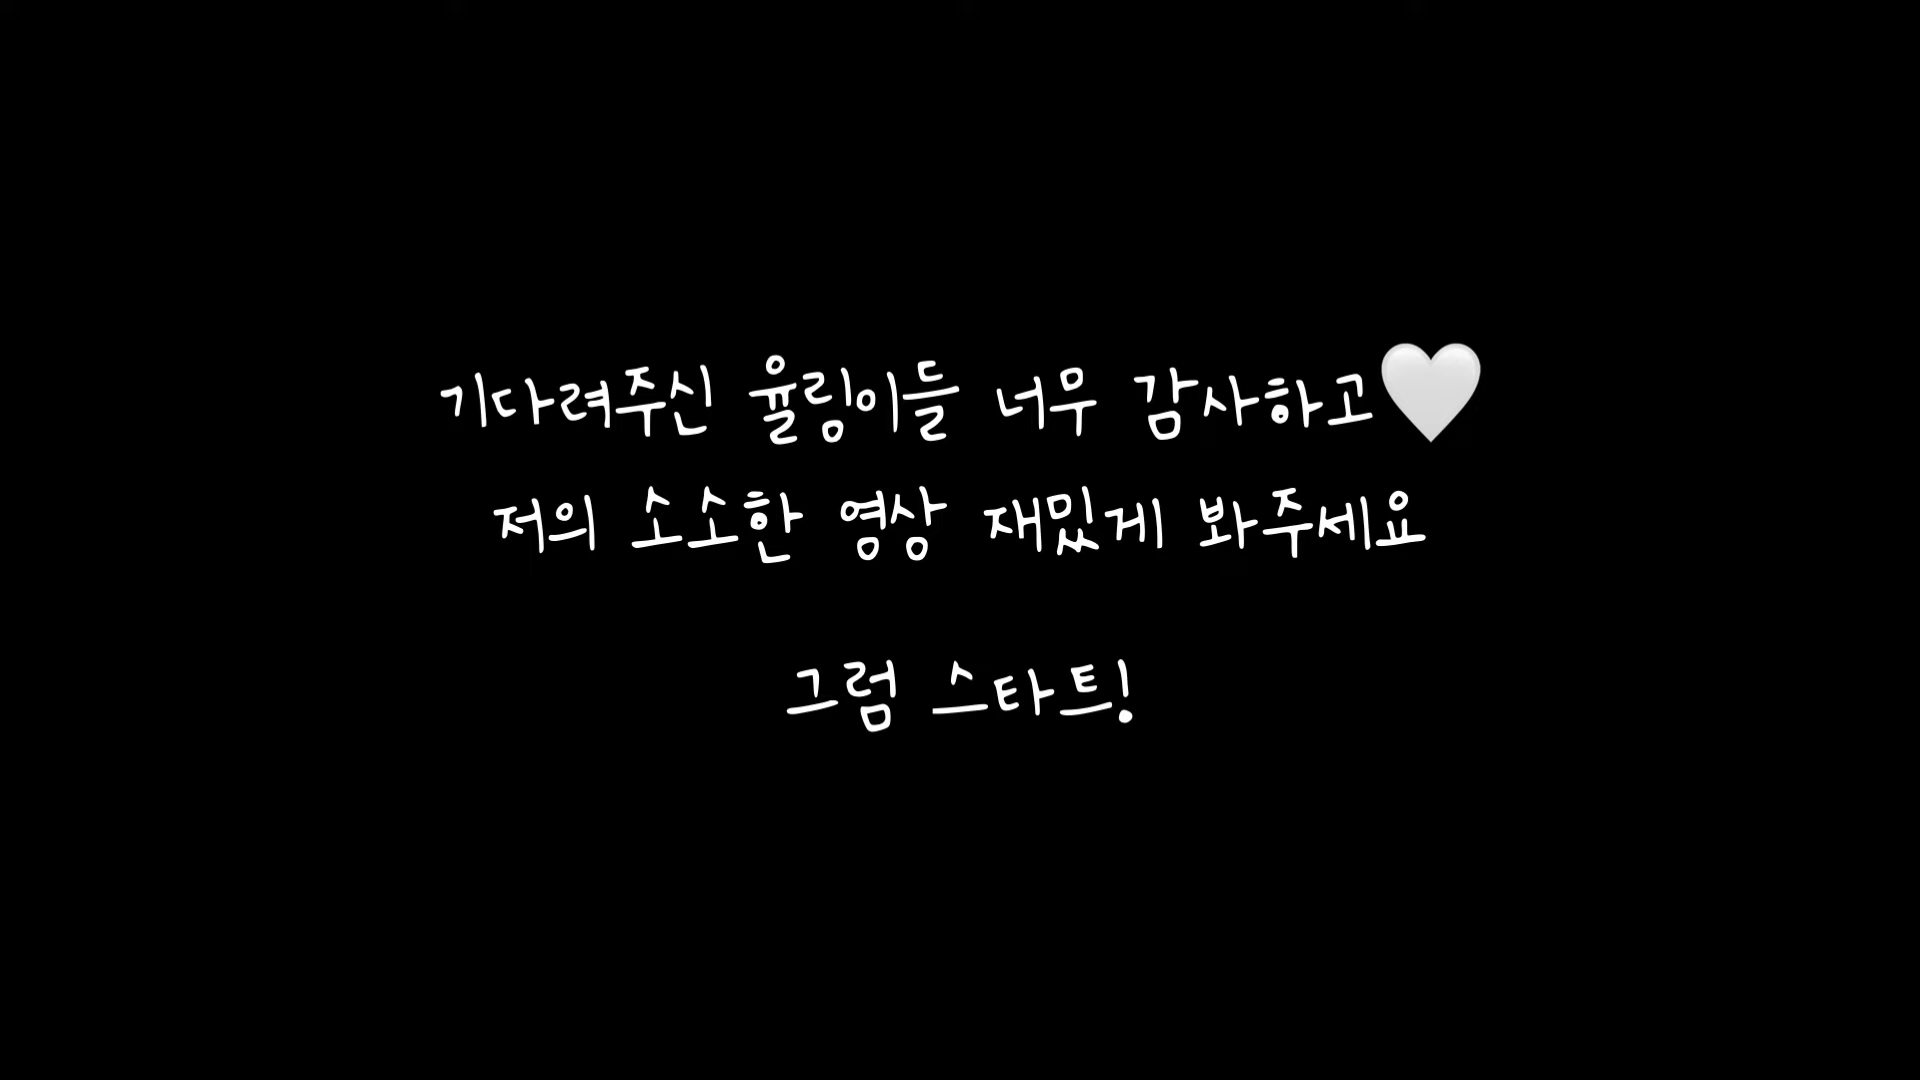 기다려주신 율링이들 너무 감사하고🤍
저의 소소한 영상 재밌게 봐주세요
그럼 스타트!